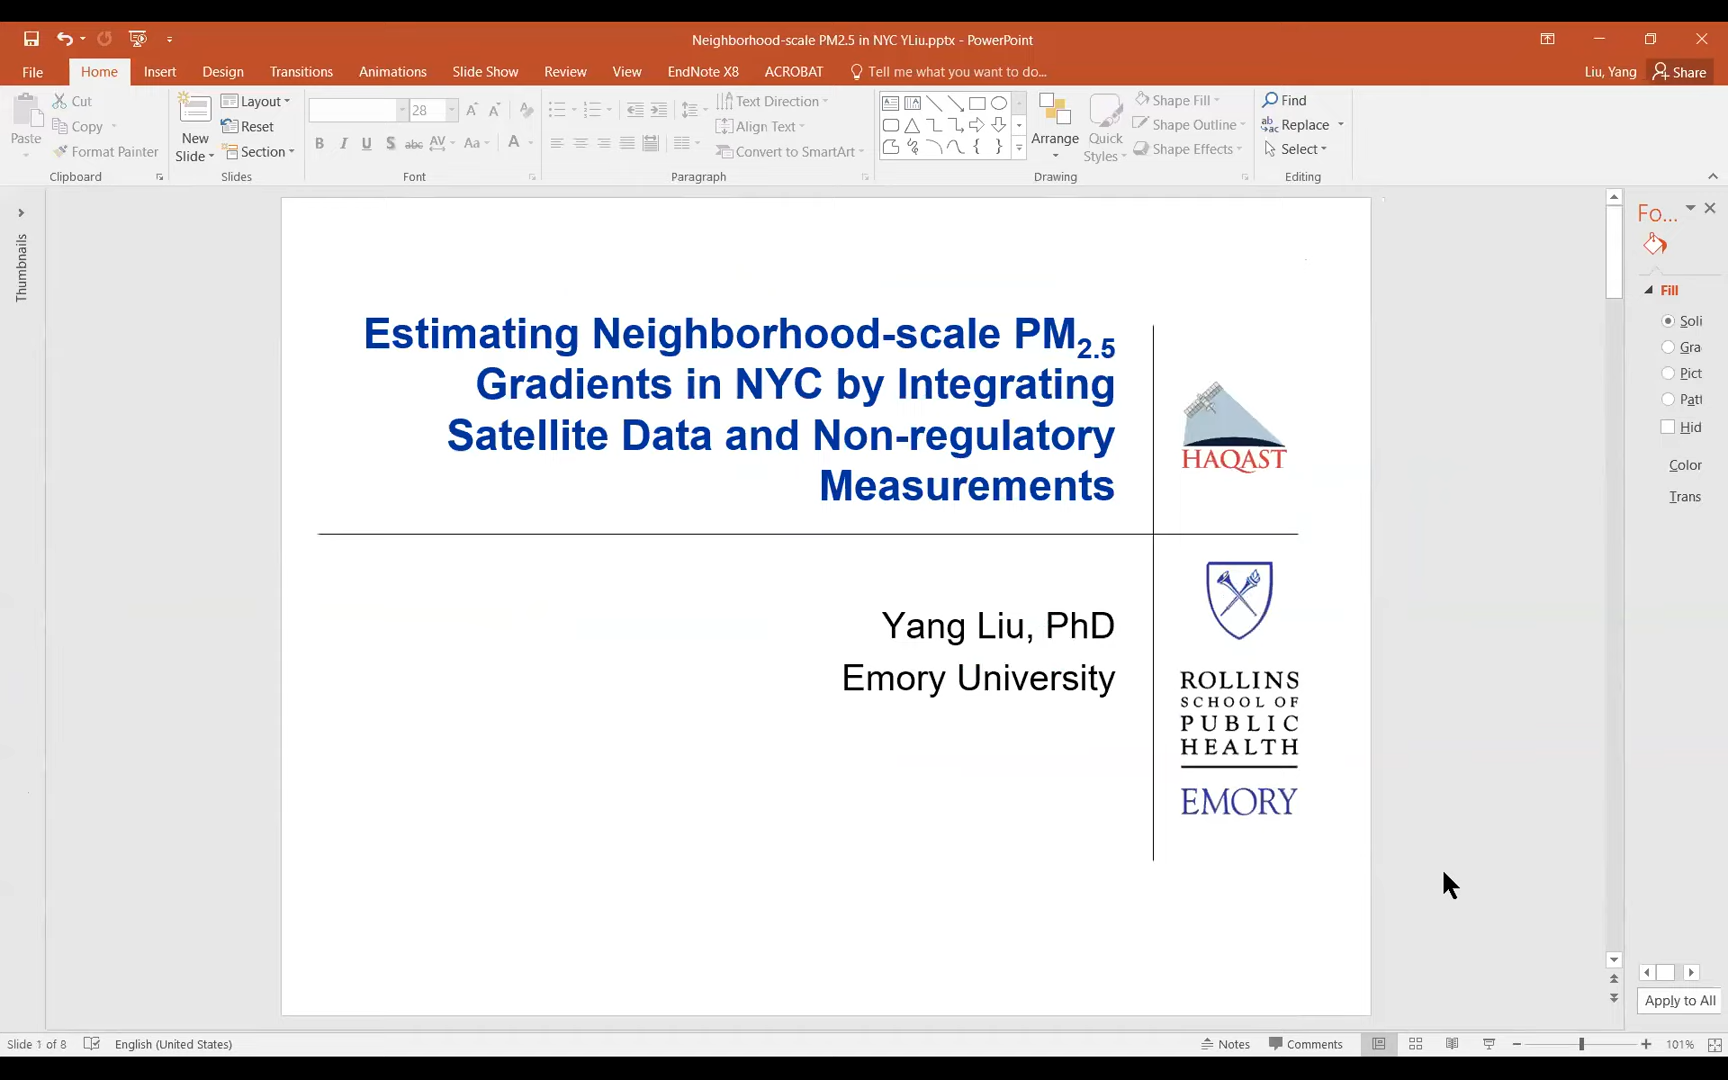 Neighborhood-scale PM2.5 in NYC YLiu.pptx - PowerPoint
File Home Insert Design Transitions Animations Slide Show Review View EndNote X8 ACROBAT Tell me what you want to do... Liu, Yang Share
Paste
Cut
Copy
Format Painter
Clipboard
New
Slide
Layout
Reset
Section
Slides
28
B I U S abc AV Aa A
Font
Text Direction
Align Text
Convert to SmartArt
Paragraph
Arrange
Quick
Styles
Shape Fill
Shape Outline
Shape Effects
Drawing
Find
Replace
Select
Editing
Thumbnails
Estimating Neighborhood-scale PM2.5
Gradients in NYC by Integrating
Satellite Data and Non-regulatory
Measurements
HAQAST
Yang Liu, PhD
Emory University
ROLLINS
SCHOOL OF
PUBLIC
HEALTH
EMORY
Fo...
Fill
Soli
Gra
Pict
Patt
Hid
Color
Trans
Apply to All
Slide 1 of 8 English (United States) Notes Comments 101%